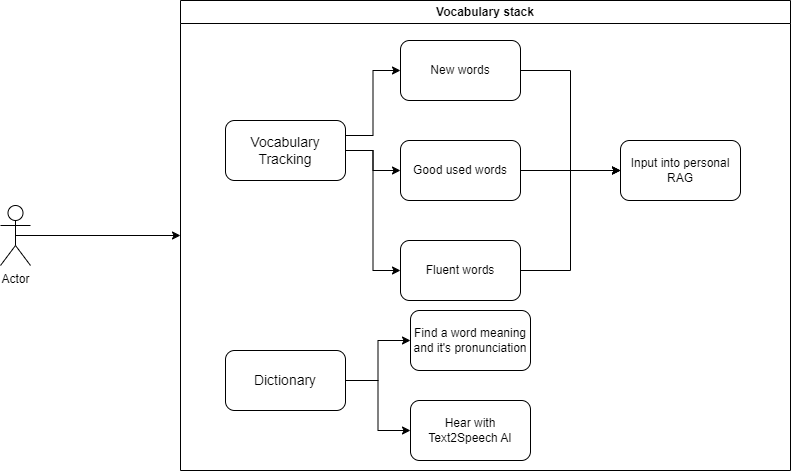 Vocabulary stack
New words
Vocabulary
Tracking
Good used words
Input into personal
RAG
Actor
Fluent words
Find a word meaning
and it's pronunciation
Dictionary
Hear with
Text2Speech AI